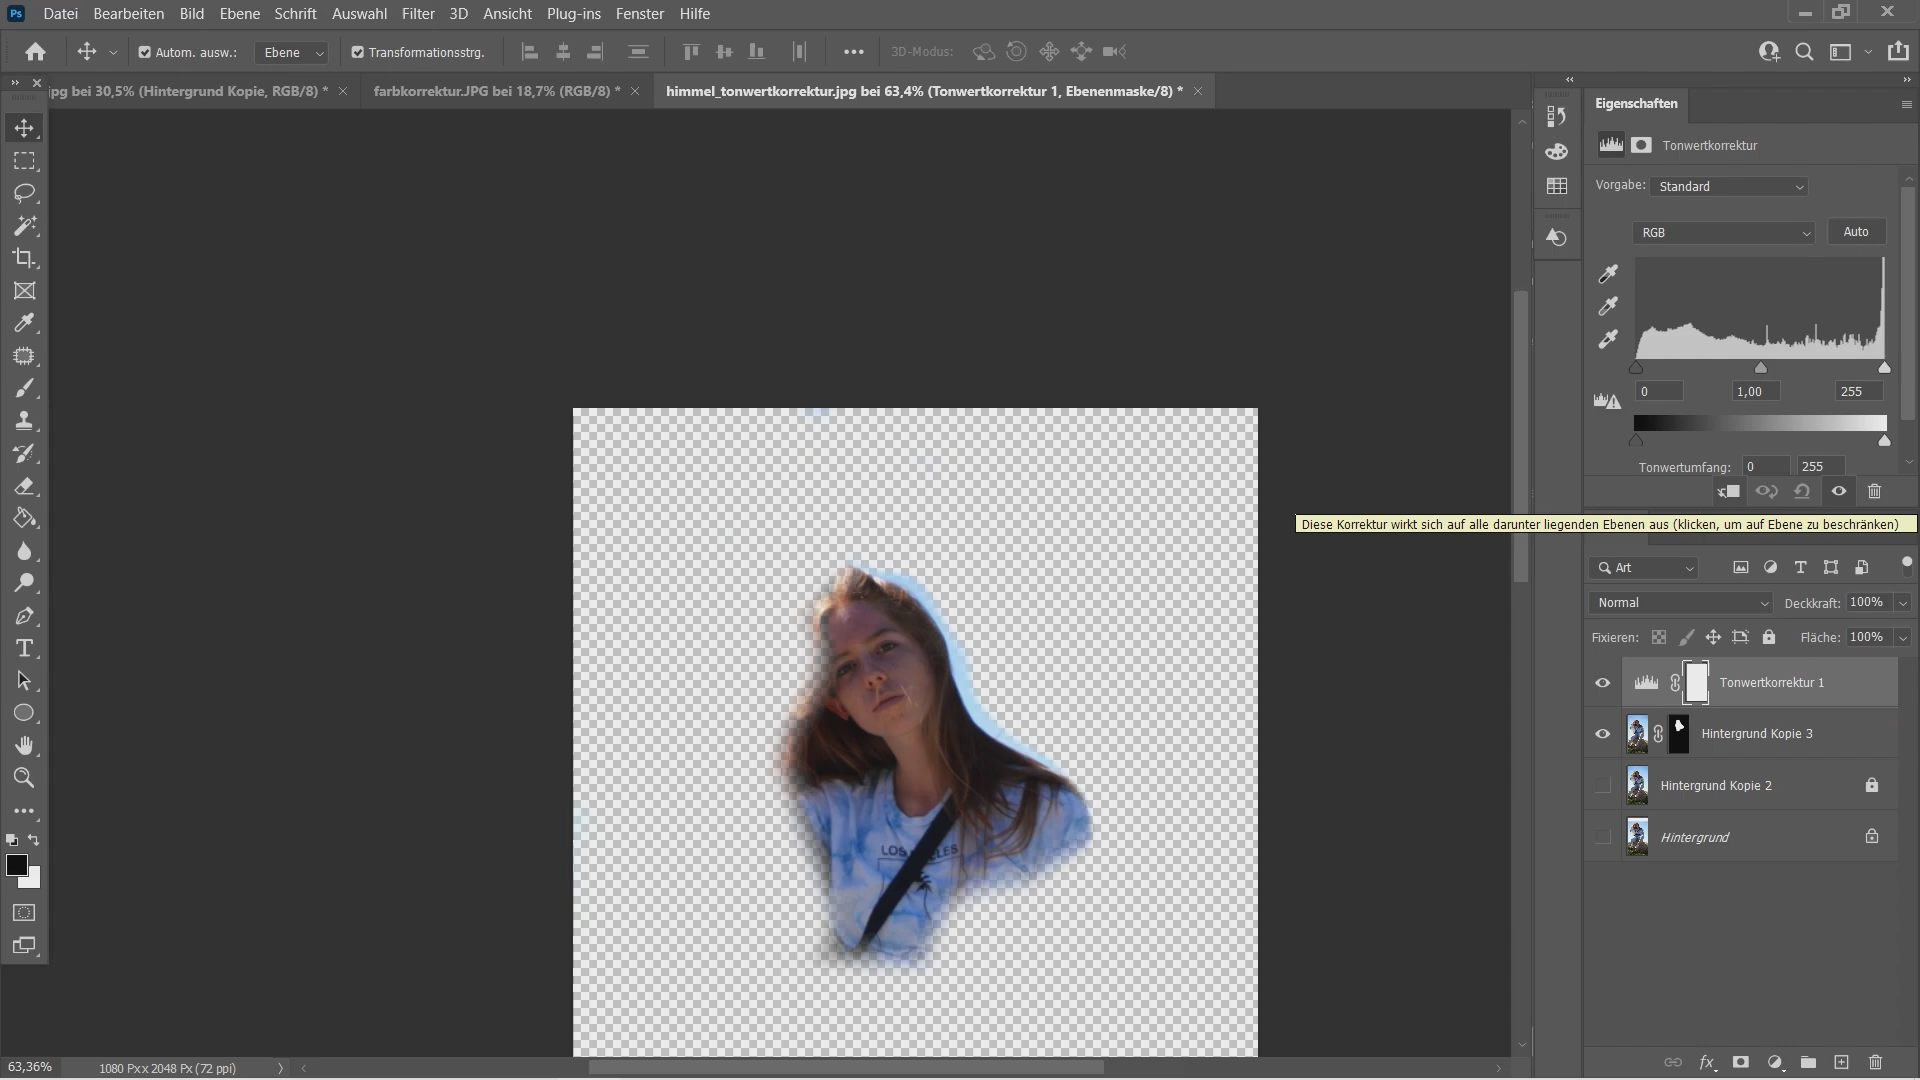 Ps Datei Bearbeiten Bild Ebene Schrift Auswahl Filter 3D Ansicht Plug-ins Fenster Hilfe
Autom. ausw.: Ebene Transformationsstrg. 3D-Modus:
jpg bei 30,5% (Hintergrund Kopie, RGB/8) * farbkorrektur.JPG bei 18,7% (RGB/8) * himmel_tonwertkorrektur.jpg bei 63,4% (Tonwertkorrektur 1, Ebenenmaske/8) *
Eigenschaften
Tonwertkorrektur
Vorgabe: Standard
RGB Auto
0 1,00 255
Tonwertumfang: 0 255
Diese Korrektur wirkt sich auf alle darunter liegenden Ebenen aus (klicken, um auf Ebene zu beschränken)
Art
Normal Deckkraft: 100%
Fixieren: Fläche: 100%
Tonwertkorrektur 1
Hintergrund Kopie 3
Hintergrund Kopie 2
Hintergrund
fx
63,36% 1080 Px x 2048 Px (72 ppi)